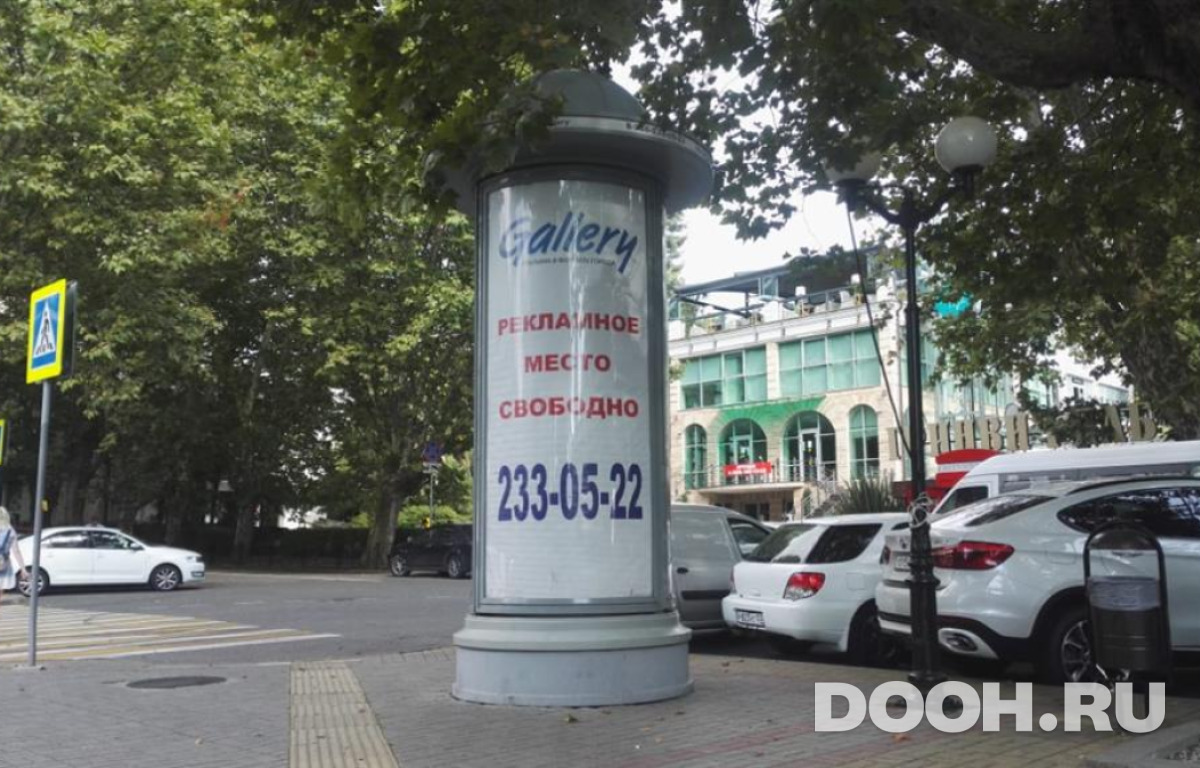 Gallery
РЕКЛАМНОЕ
МЕСТО
СВОБОДНО
233-05-22
DOOH.RU